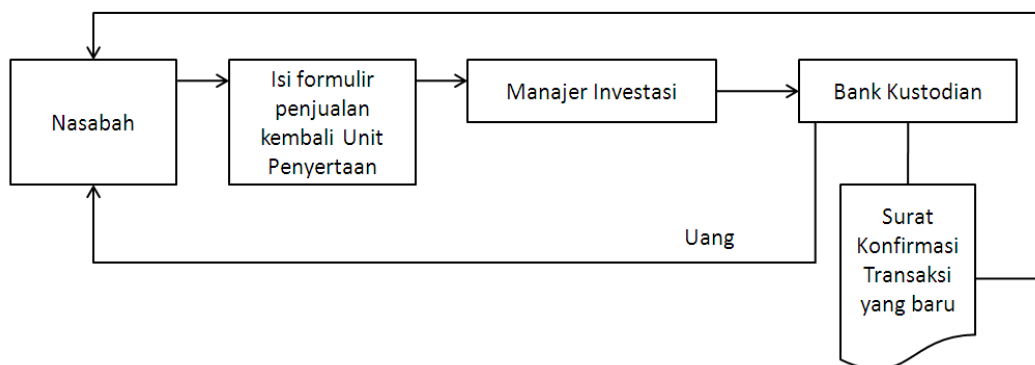 Nasabah
Isi formulir
penjualan
kembali Unit
Penyertaan
Manajer Investasi
Bank Kustodian
Uang
Surat
Konfirmasi
Transaksi
yang baru